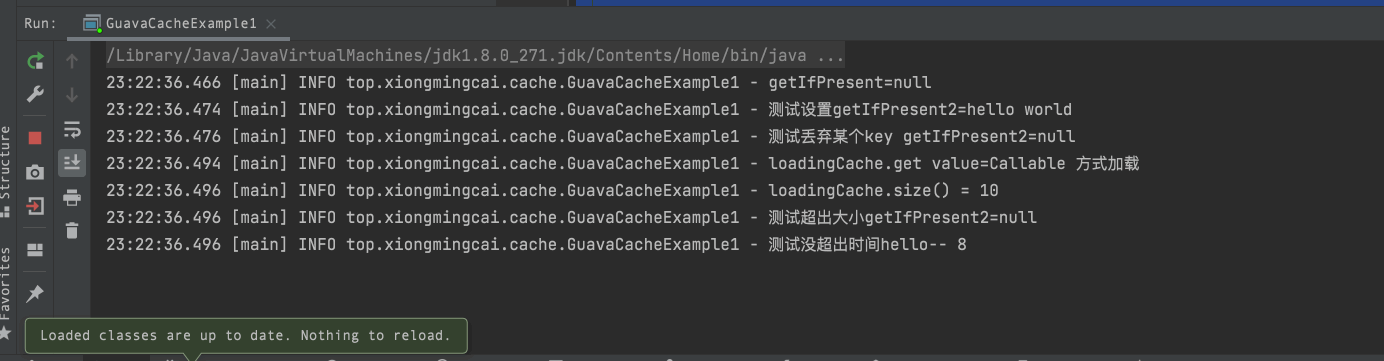 Run: GuavaCacheExample1
/Library/Java/JavaVirtualMachines/jdk1.8.0_271.jdk/Contents/Home/bin/java ...
23:22:36.466 [main] INFO top.xiongmingcai.cache.GuavaCacheExample1 - getIfPresent=null
23:22:36.474 [main] INFO top.xiongmingcai.cache.GuavaCacheExample1 - 测试设置getIfPresent2=hello world
23:22:36.476 [main] INFO top.xiongmingcai.cache.GuavaCacheExample1 - 测试丢弃某个key getIfPresent2=null
23:22:36.494 [main] INFO top.xiongmingcai.cache.GuavaCacheExample1 - loadingCache.get value=Callable 方式加载
23:22:36.496 [main] INFO top.xiongmingcai.cache.GuavaCacheExample1 - loadingCache.size() = 10
23:22:36.496 [main] INFO top.xiongmingcai.cache.GuavaCacheExample1 - 测试超出大小getIfPresent2=null
23:22:36.496 [main] INFO top.xiongmingcai.cache.GuavaCacheExample1 - 测试没超出时间hello-- 8
Structure
Favorites
Loaded classes are up to date. Nothing to reload.